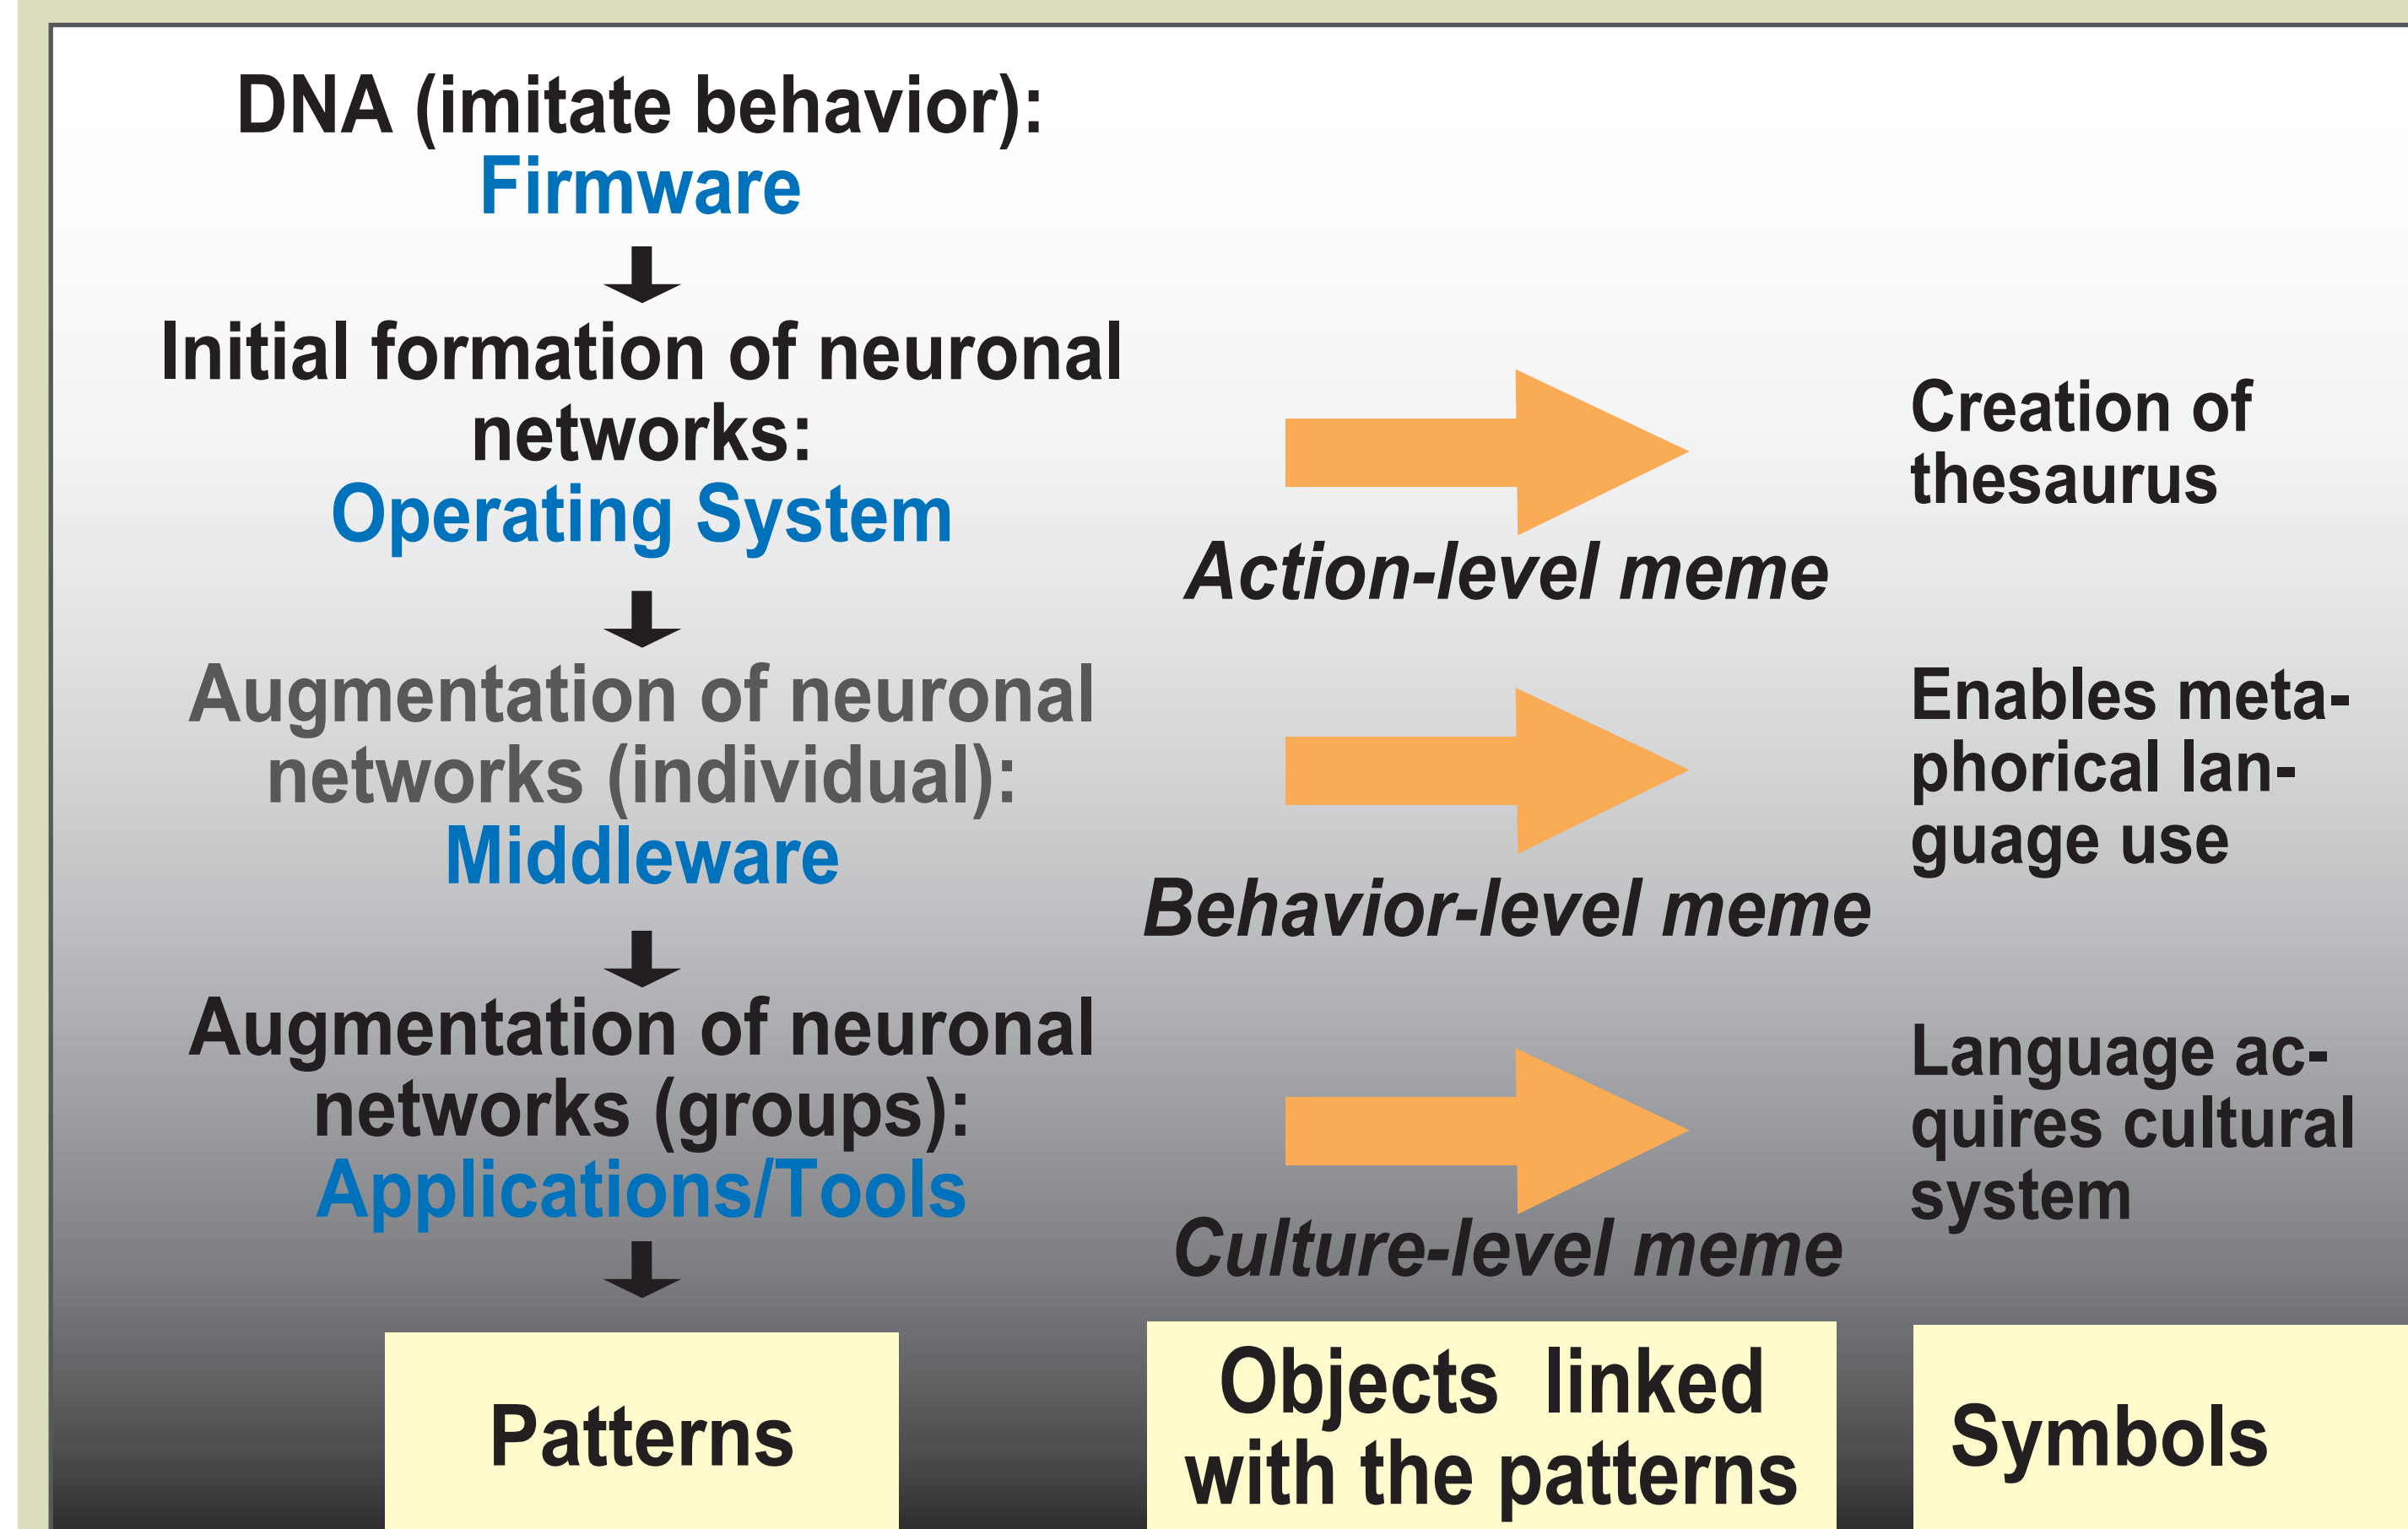 DNA (imitate behavior):
Firmware
Initial formation of neuronal
networks:
Operating System
Action-level meme
Creation of
thesaurus
Augmentation of neuronal
networks (individual):
Middleware
Behavior-level meme
Enables meta-
phorical lan-
guage use
Augmentation of neuronal
networks (groups):
Applications/Tools
Culture-level meme
Language ac-
quires cultural
system
Patterns
Objects linked
with the patterns
Symbols